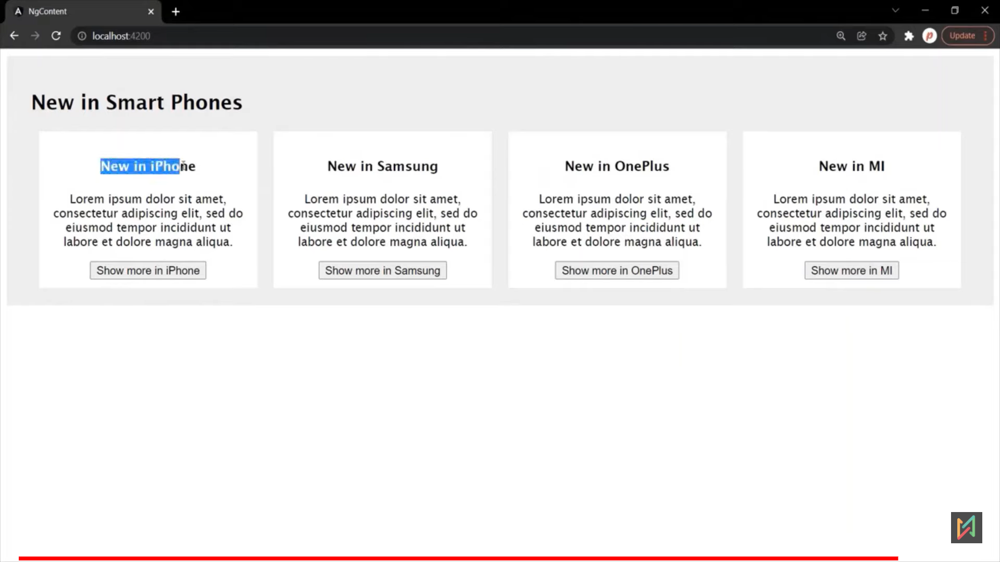 NgContent
localhost:4200
Update
New in Smart Phones
New in iPhone
Lorem ipsum dolor sit amet,
consectetur adipiscing elit, sed do
eiusmod tempor incididunt ut
labore et dolore magna aliqua.
Show more in iPhone
New in Samsung
Lorem ipsum dolor sit amet,
consectetur adipiscing elit, sed do
eiusmod tempor incididunt ut
labore et dolore magna aliqua.
Show more in Samsung
New in OnePlus
Lorem ipsum dolor sit amet,
consectetur adipiscing elit, sed do
eiusmod tempor incididunt ut
labore et dolore magna aliqua.
Show more in OnePlus
New in MI
Lorem ipsum dolor sit amet,
consectetur adipiscing elit, sed do
eiusmod tempor incididunt ut
labore et dolore magna aliqua.
Show more in MI